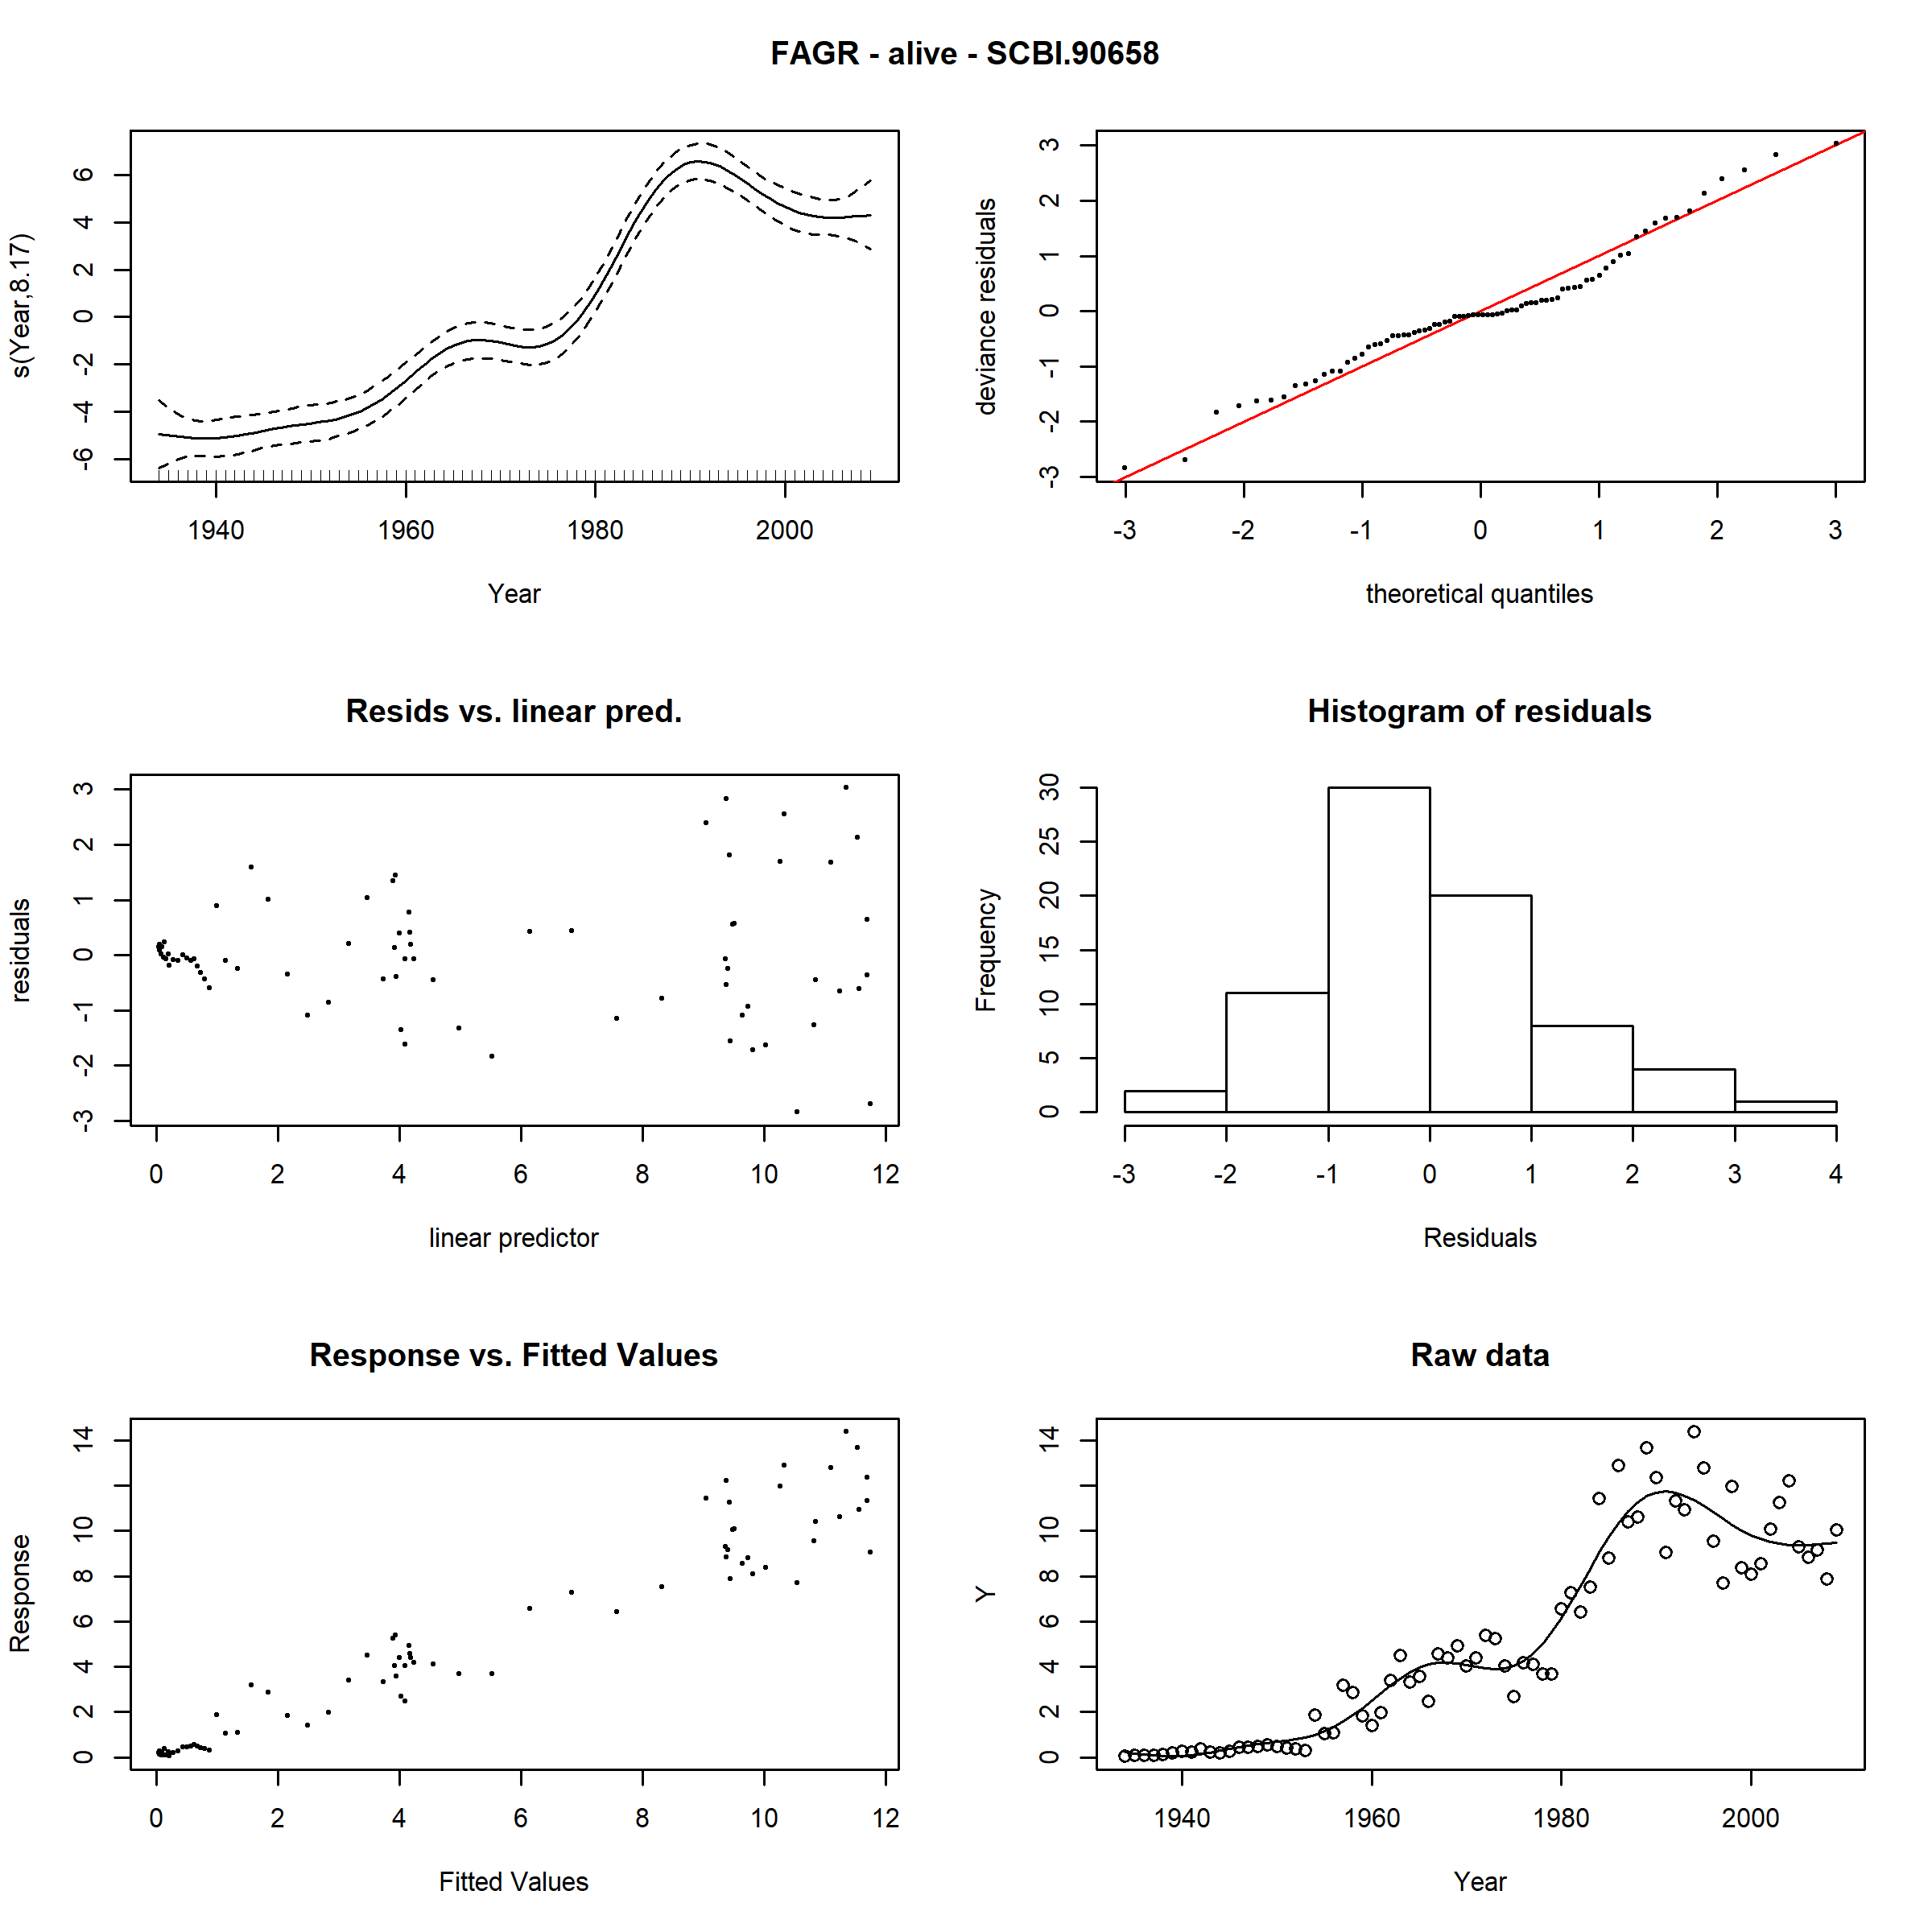 FAGR - alive - SCBI.90658
s(Year,8.17)
6
4
2
0
-2
-4
-6
1940 1960 1980 2000
Year
deviance residuals
3
2
1
0
-1
-2
-3
-3 -2 -1 0 1 2 3
theoretical quantiles
Resids vs. linear pred.
residuals
3
2
1
0
-1
-2
-3
0 2 4 6 8 10 12
linear predictor
Histogram of residuals
Frequency
30
25
20
15
10
5
0
-3 -2 -1 0 1 2 3 4
Residuals
Response vs. Fitted Values
Response
14
10
8
6
4
2
0
0 2 4 6 8 10 12
Fitted Values
Raw data
Y
14
10
8
6
4
2
0
1940 1960 1980 2000
Year